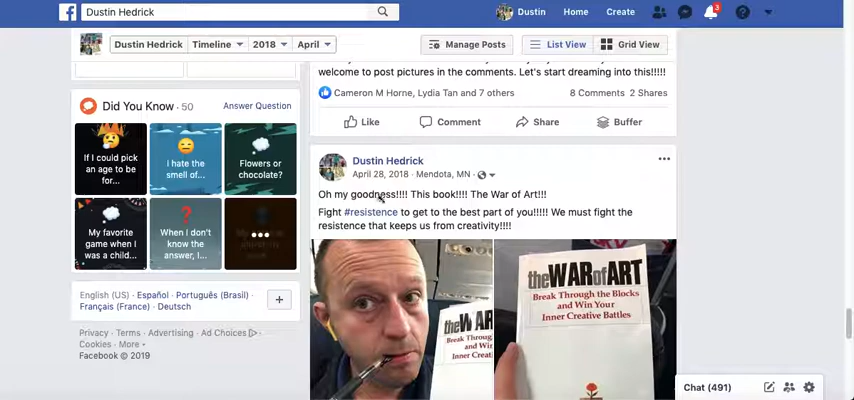 Dustin Hedrick
Dustin Home Create 3
Dustin Hedrick Timeline 2018 April Manage Posts List View Grid View
welcome to post pictures in the comments. Let's start dreaming into this!!!!!
Cameron M Horne, Lydia Tan and 7 others 8 Comments 2 Shares
Like Comment Share Buffer
Did You Know · 50 Answer Question
If I could pick
an age to be
for...
I hate the
smell of...
Flowers or
chocolate?
My favorite
game when I
was a child...
When I don't
know the
answer, I...
English (US) · Español · Português (Brasil) ·
Français (France) · Deutsch
Privacy · Terms · Advertising · Ad Choices ·
Cookies · More
Facebook © 2019
Dustin Hedrick
April 28, 2018 · Mendota, MN ·
Oh my goodness!!!! This book!!!! The War of Art!!!
Fight #resistence to get to the best part of you!!!!! We must fight the
resistence that keeps us from creativity!!!!
the WAR of ART
Break Through the Blocks
and Win Your
Inner Creative Battles
Chat (491)